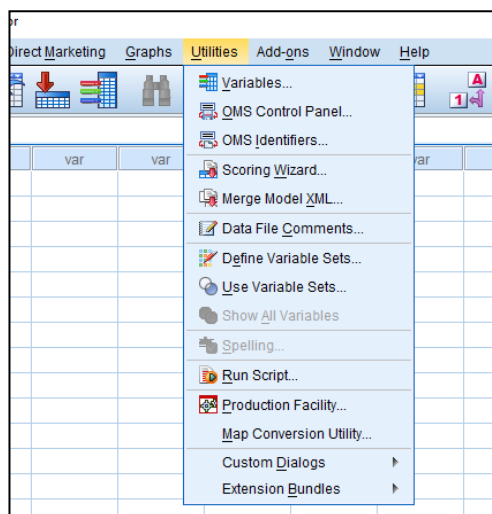 or
Direct Marketing Graphs Utilities Add-ons Window Help
A
1
var var var
Variables...
OMS Control Panel...
OMS Identifiers...
Scoring Wizard...
Merge Model XML...
Data File Comments...
Define Variable Sets...
Use Variable Sets...
Show All Variables
Spelling...
Run Script...
Production Facility...
Map Conversion Utility...
Custom Dialogs
Extension Bundles